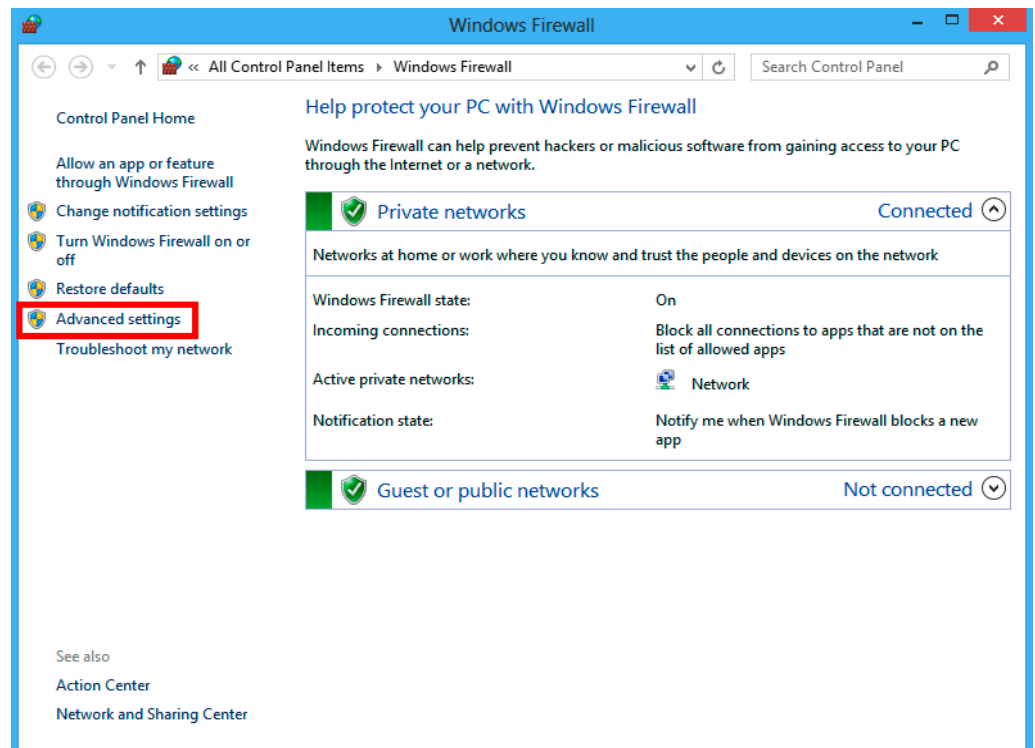 Windows Firewall
« All Control Panel Items Windows Firewall
Search Control Panel
Control Panel Home
Allow an app or feature
through Windows Firewall
Change notification settings
Turn Windows Firewall on or
off
Restore defaults
Advanced settings
Troubleshoot my network
See also
Action Center
Network and Sharing Center
Help protect your PC with Windows Firewall
Windows Firewall can help prevent hackers or malicious software from gaining access to your PC
through the Internet or a network.
Private networks Connected
Networks at home or work where you know and trust the people and devices on the network
Windows Firewall state: On
Incoming connections: Block all connections to apps that are not on the
list of allowed apps
Active private networks: Network
Notification state: Notify me when Windows Firewall blocks a new
app
Guest or public networks Not connected